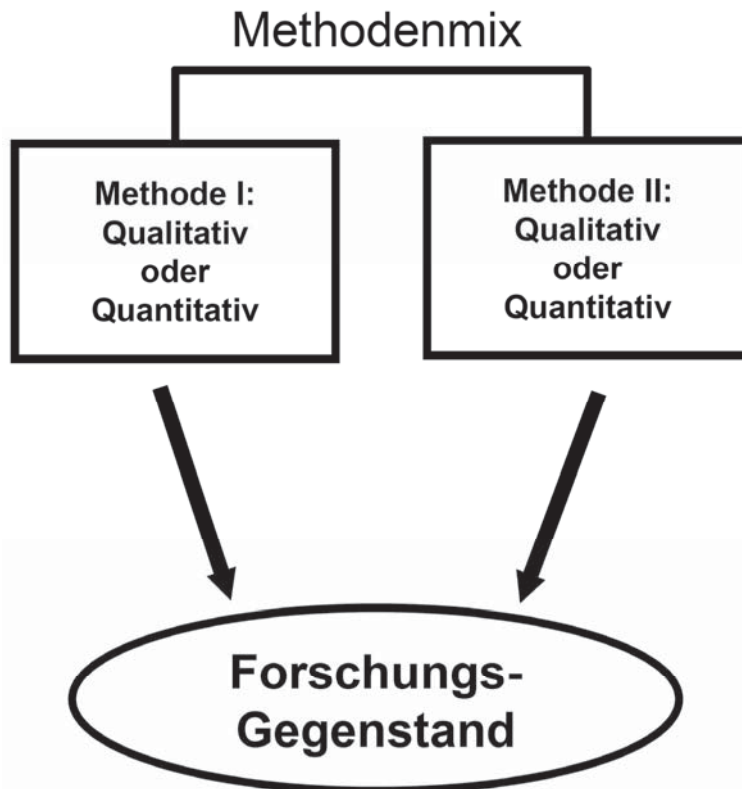 Methodenmix
Methode I:
Qualitativ
oder
Quantitativ
Methode II:
Qualitativ
oder
Quantitativ
Forschungs-
Gegenstand